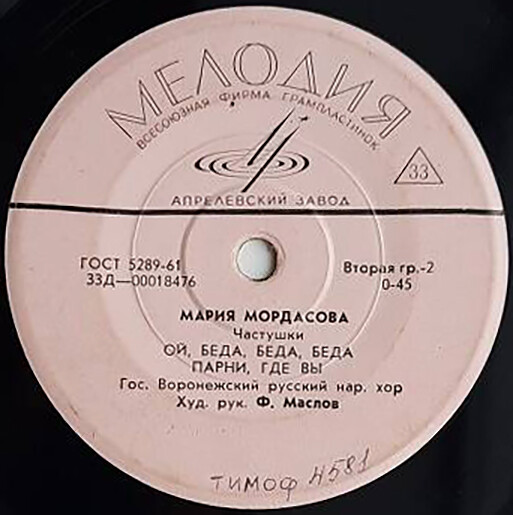 МЕЛОДИЯ
ВСЕСОЮЗНАЯ ФИРМА ГРАМПЛАСТИНОК
33
АПРЕЛЕВСКИЙ ЗАВОД
ГОСТ 5289-61
33Д—00018476
Вторая гр.-2
0-45
МАРИЯ МОРДАСОВА
Частушки
ОЙ, БЕДА, БЕДА, БЕДА
ПАРНИ, ГДЕ ВЫ
Гос. Воронежский русский нар. хор
Худ. рук. Ф. Маслов
ТИМОФ Н581